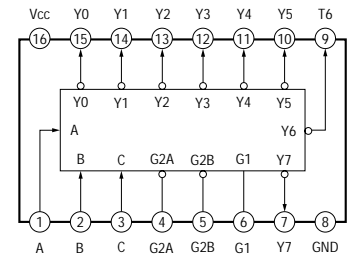 Vcc Y0 Y1 Y2 Y3 Y4 Y5 T6
16 15 14 13 12 11 10 9
Y0 Y1 Y2 Y3 Y4 Y5
A Y6
B C G2A G2B G1 Y7
1 2 3 4 5 6 7 8
A B C G2A G2B G1 Y7 GND